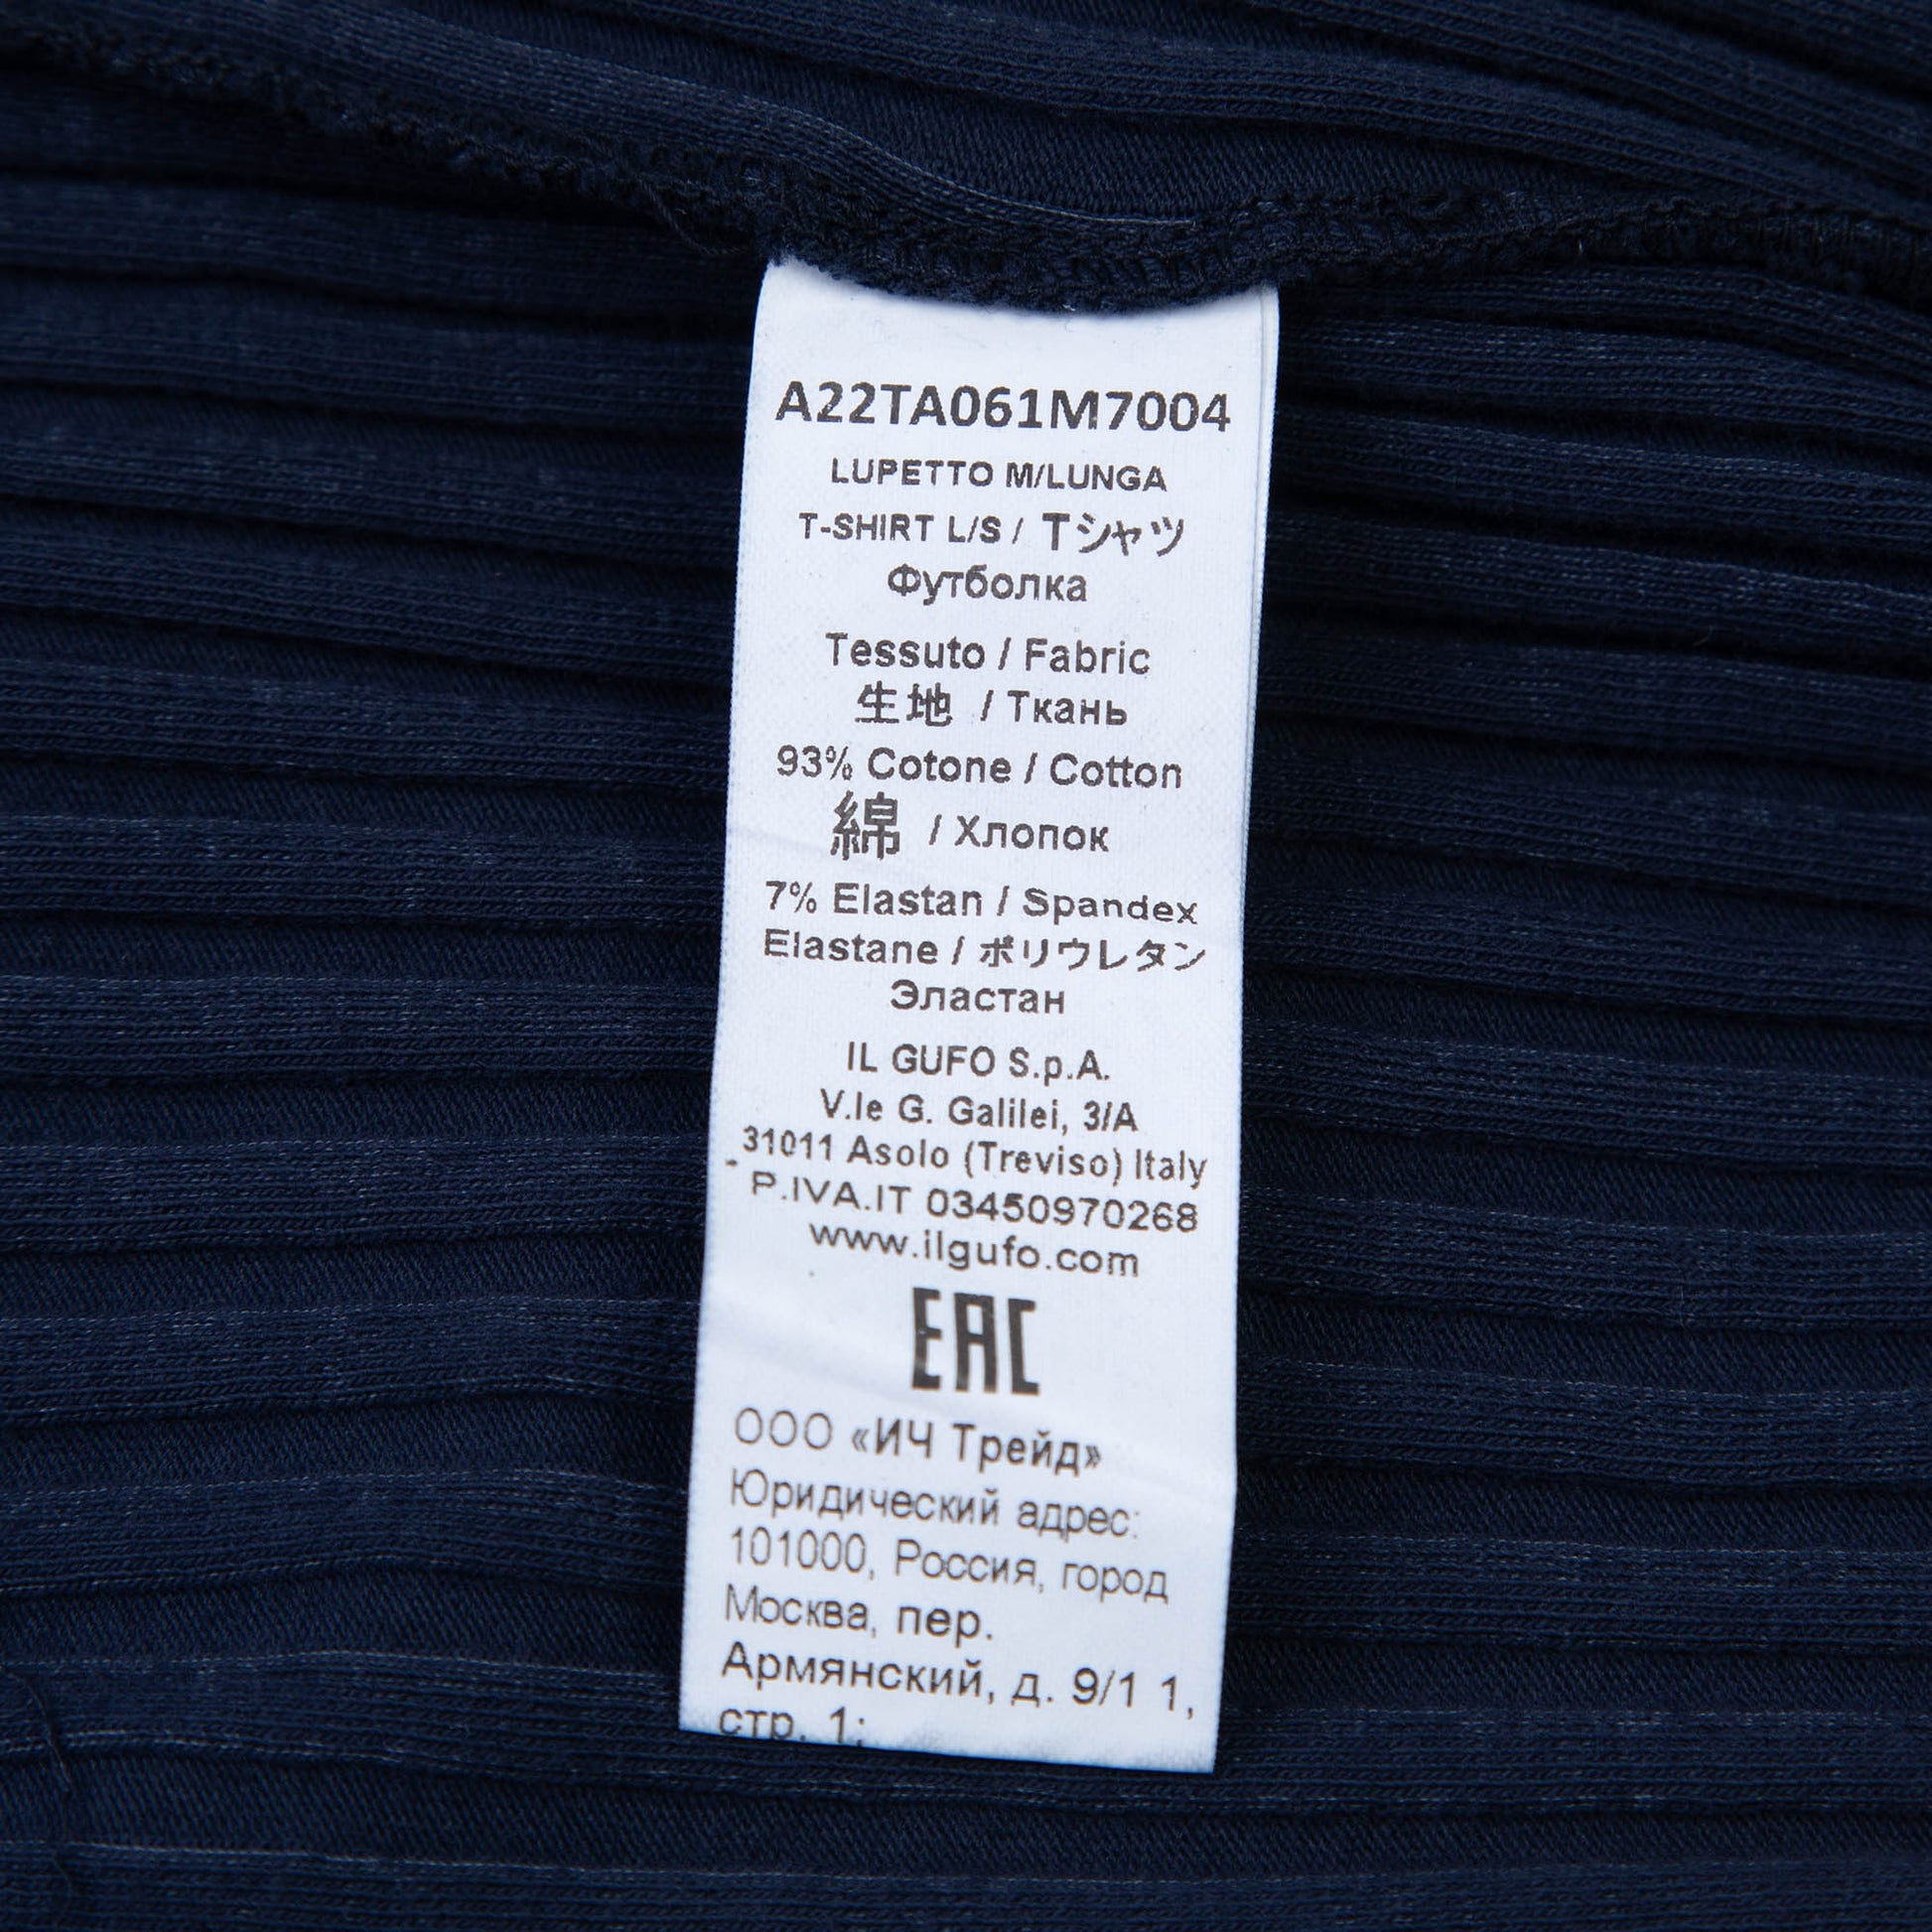 A22TA061M7004
LUPETTO M/LUNGA
T-SHIRT L/S / Tシャツ
Футболка
Tessuto / Fabric
生地 / Ткань
93% Cotone / Cotton
綿 / Хлопок
7% Elastan / Spandex
Elastane / ポリウレタン
Эластан
IL GUFO S.p.A.
V.le G. Galilei, 3/A
31011 Asolo (Treviso) Italy
P.IVA.IT 03450970268
www.ilgufo.com
EAC
ООО «ИЧ Трейд»
Юридический адрес:
101000, Россия, город
Москва, пер.
Армянский, д. 9/1 1,
стр. 1;